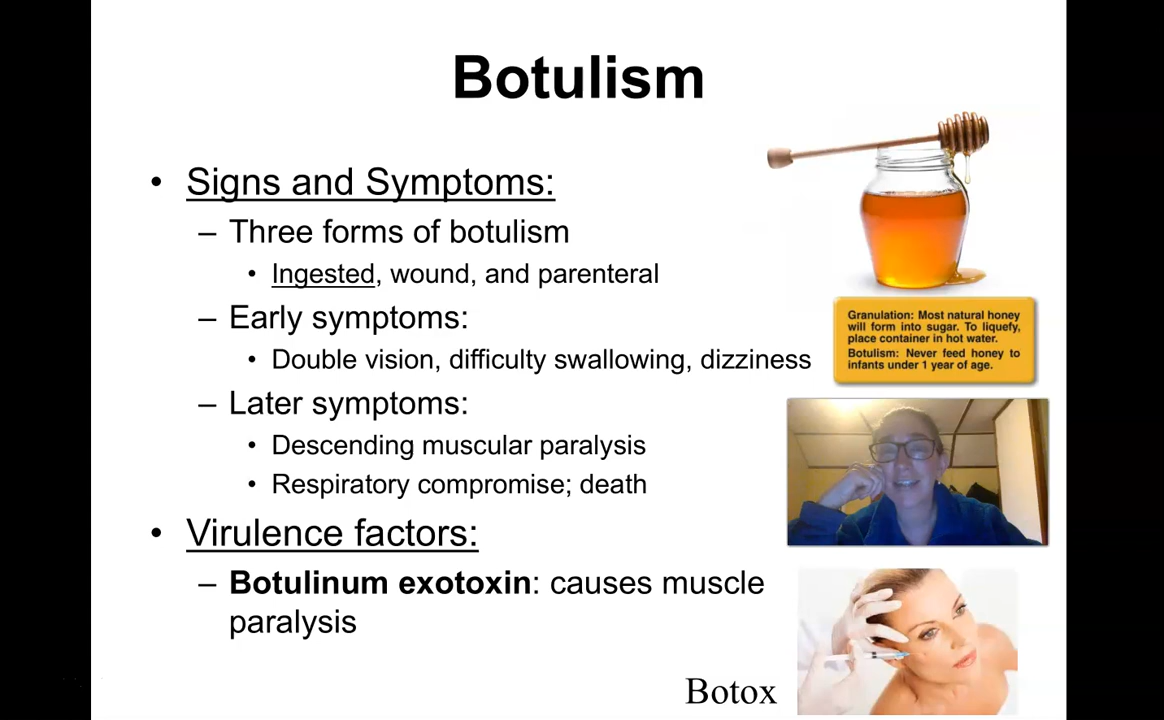 Botulism
• Signs and Symptoms:
– Three forms of botulism
• Ingested, wound, and parenteral
– Early symptoms:
• Double vision, difficulty swallowing, dizziness
– Later symptoms:
• Descending muscular paralysis
• Respiratory compromise; death
• Virulence factors:
– Botulinum exotoxin: causes muscle
paralysis
Granulation: Most natural honey
will form into sugar. To liquefy,
place container in hot water.
Botulism: Never feed honey to
infants under 1 year of age.
Botox